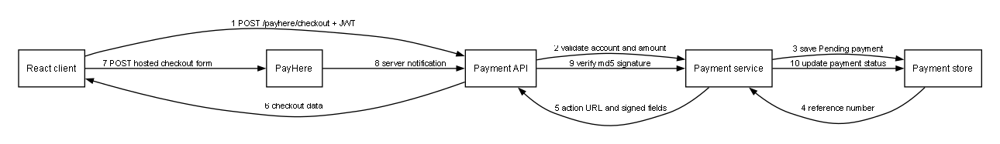 1 POST /payhere/checkout + JWT
2 validate account and amount
3 save Pending payment
7 POST hosted checkout form
8 server notification
9 verify md5 signature
10 update payment status
React client
PayHere
Payment API
Payment service
Payment store
6 checkout data
5 action URL and signed fields
4 reference number